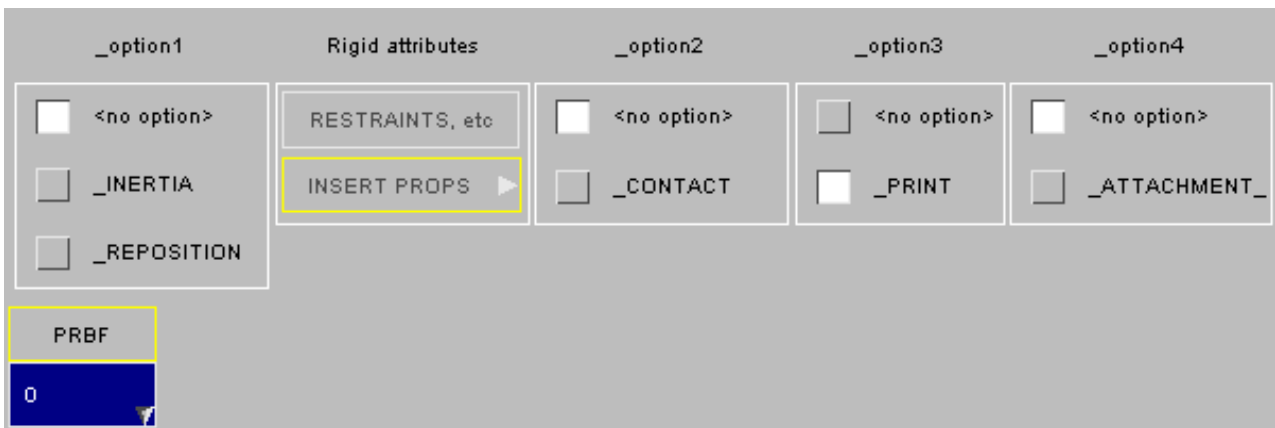 _option1 Rigid attributes _option2 _option3 _option4
<no option> RESTRAINTS, etc <no option> <no option> <no option>
_INERTIA INSERT PROPS _CONTACT _PRINT _ATTACHMENT_
_REPOSITION
PRBF
0